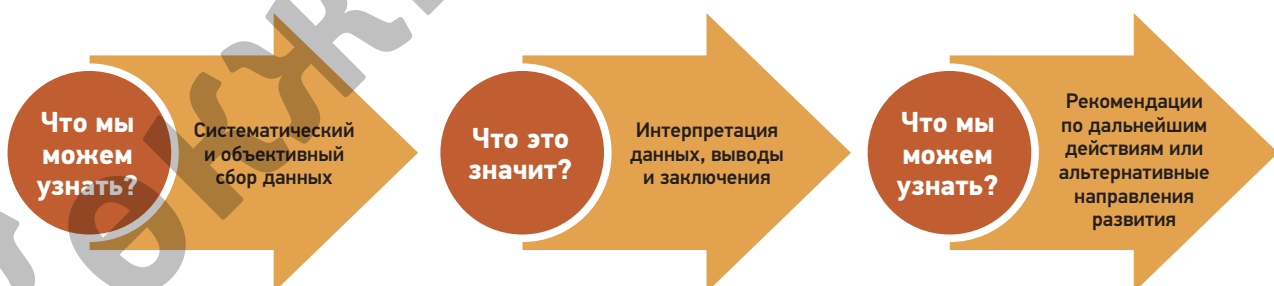 Что мы
можем
узнать?
Систематический
и объективный
сбор данных
Что это
значит?
Интерпретация
данных, выводы
и заключения
Что мы
можем
узнать?
Рекомендации
по дальнейшим
действиям или
альтернативные
направления
развития